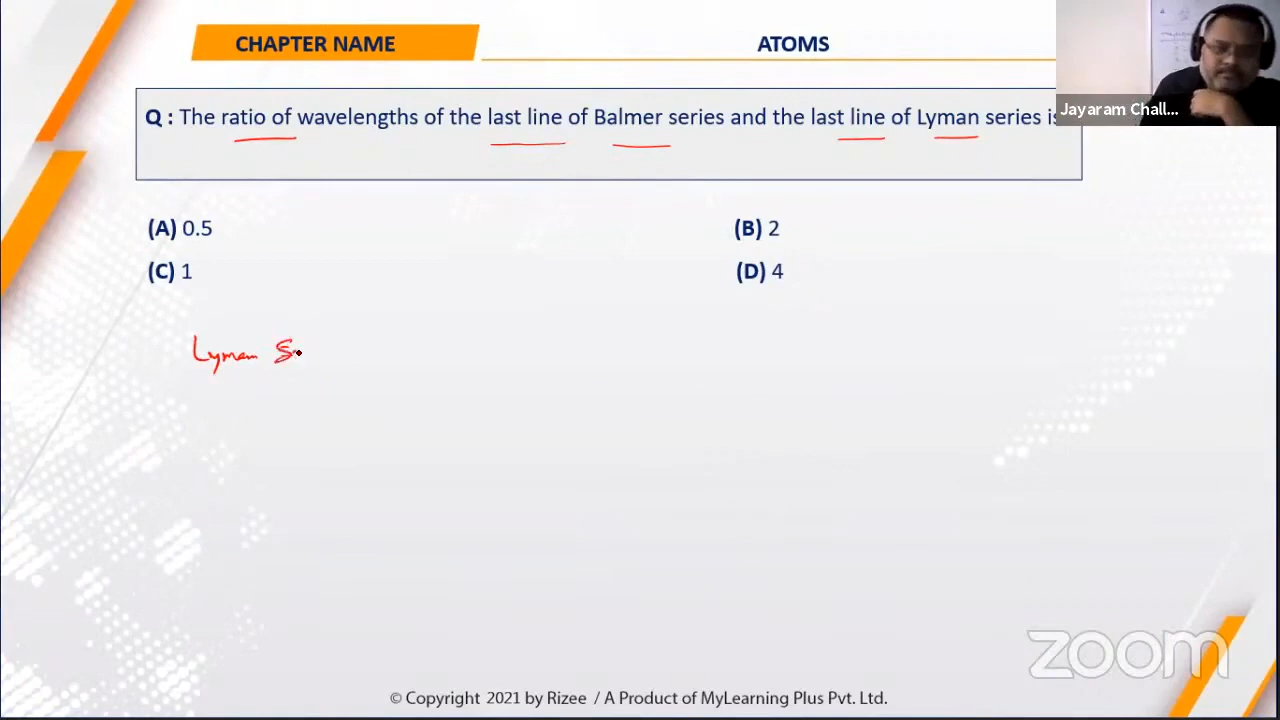 CHAPTER NAME
ATOMS
Jayaram Chall...
Q : The ratio of wavelengths of the last line of Balmer series and the last line of Lyman series is
(A) 0.5
(B) 2
(C) 1
(D) 4
Lyman S
zoom
© Copyright 2021 by Rizee / A Product of MyLearning Plus Pvt. Ltd.